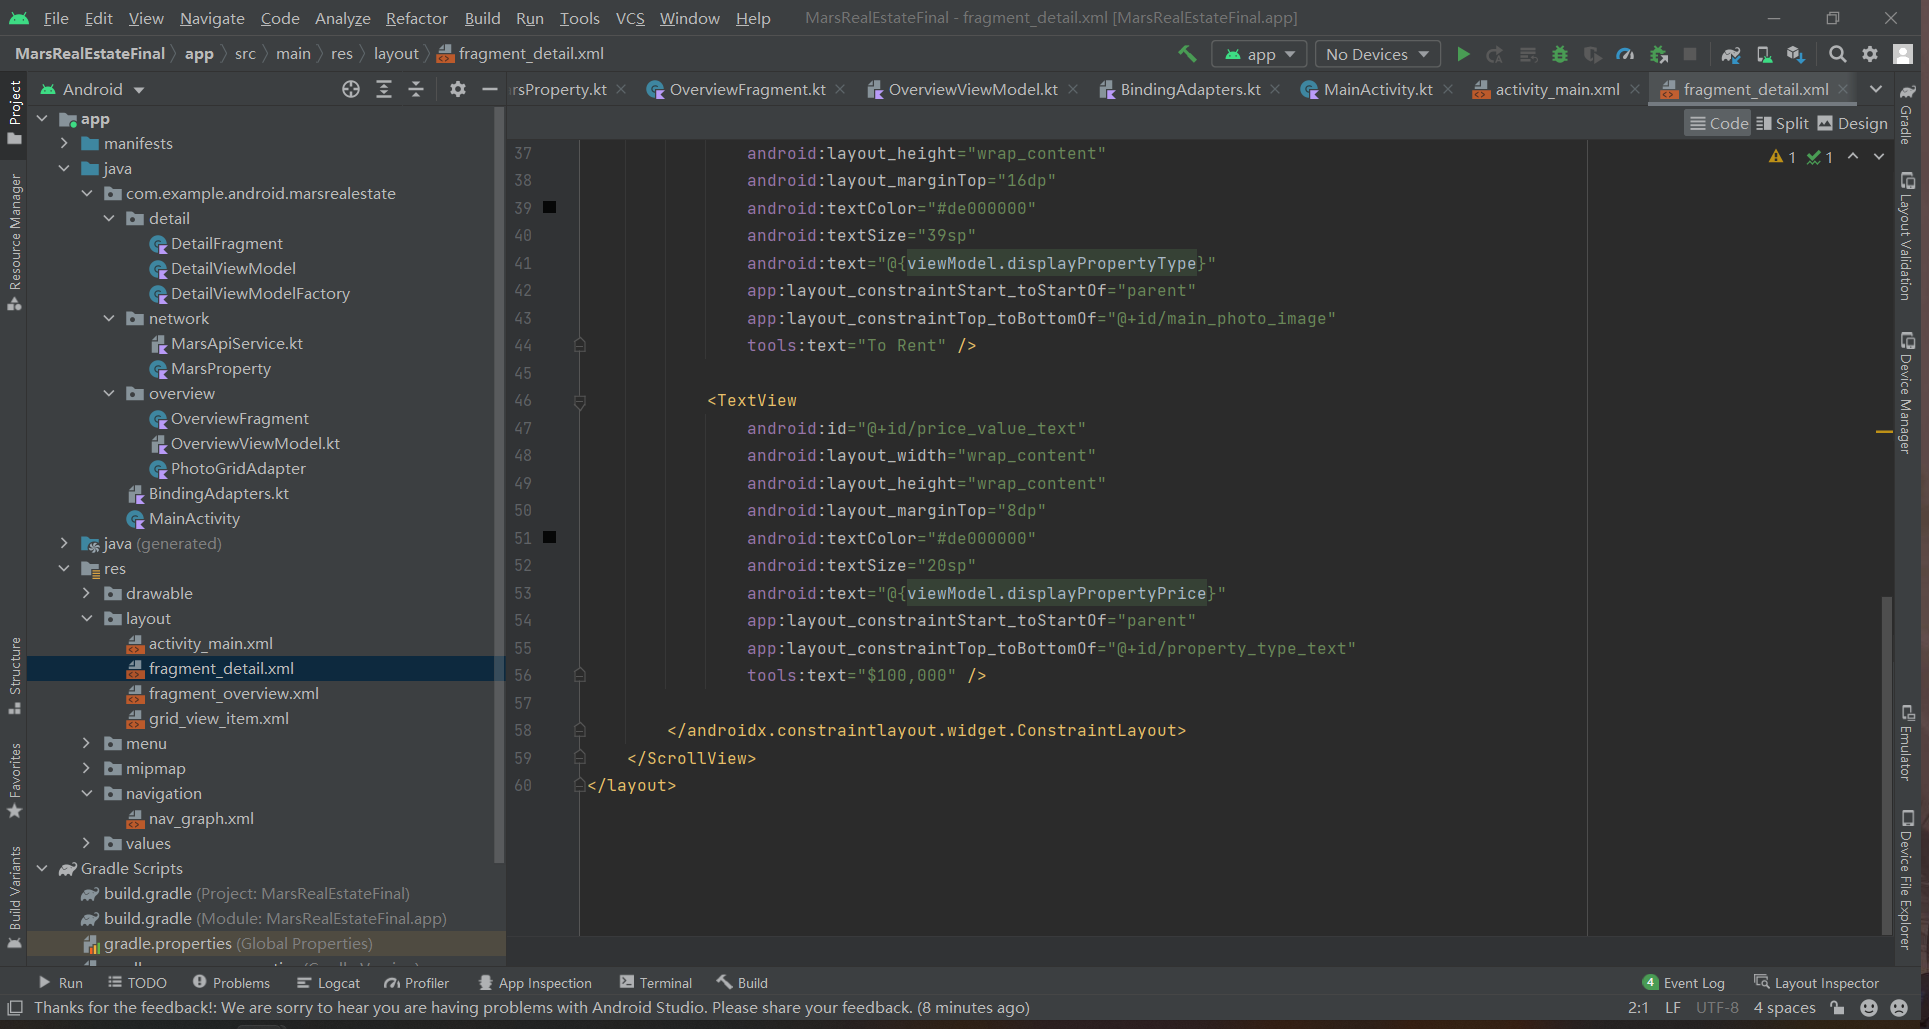 File Edit View Navigate Code Analyze Refactor Build Run Tools VCS Window Help MarsRealEstateFinal - fragment_detail.xml [MarsRealEstateFinal.app]
MarsRealEstateFinal app src main res layout fragment_detail.xml app No Devices
Android
rsProperty.kt OverviewFragment.kt OverviewViewModel.kt BindingAdapters.kt MainActivity.kt activity_main.xml fragment_detail.xml
Code Split Design
1 1
Project
Resource Manager
Structure
Favorites
Build Variants
app
manifests
java
com.example.android.marsrealestate
detail
DetailFragment
DetailViewModel
DetailViewModelFactory
network
MarsApiService.kt
MarsProperty
overview
OverviewFragment
OverviewViewModel.kt
PhotoGridAdapter
BindingAdapters.kt
MainActivity
java (generated)
res
drawable
layout
activity_main.xml
fragment_detail.xml
fragment_overview.xml
grid_view_item.xml
menu
mipmap
navigation
nav_graph.xml
values
Gradle Scripts
build.gradle (Project: MarsRealEstateFinal)
build.gradle (Module: MarsRealEstateFinal.app)
gradle.properties (Global Properties)
37 android:layout_height="wrap_content"
38 android:layout_marginTop="16dp"
39 android:textColor="#de000000"
40 android:textSize="39sp"
41 android:text="@{viewModel.displayPropertyType}"
42 app:layout_constraintStart_toStartOf="parent"
43 app:layout_constraintTop_toBottomOf="@+id/main_photo_image"
44 tools:text="To Rent" />
45
46 <TextView
47 android:id="@+id/price_value_text"
48 android:layout_width="wrap_content"
49 android:layout_height="wrap_content"
50 android:layout_marginTop="8dp"
51 android:textColor="#de000000"
52 android:textSize="20sp"
53 android:text="@{viewModel.displayPropertyPrice}"
54 app:layout_constraintStart_toStartOf="parent"
55 app:layout_constraintTop_toBottomOf="@+id/property_type_text"
56 tools:text="$100,000" />
57
58 </androidx.constraintlayout.widget.ConstraintLayout>
59 </ScrollView>
60 </layout>
Gradle
Layout Validation
Device Manager
Emulator
Device File Explorer
Run TODO Problems Logcat Profiler App Inspection Terminal Build 4 Event Log Layout Inspector
Thanks for the feedback!: We are sorry to hear you are having problems with Android Studio. Please share your feedback. (8 minutes ago) 2:1 LF UTF-8 4 spaces